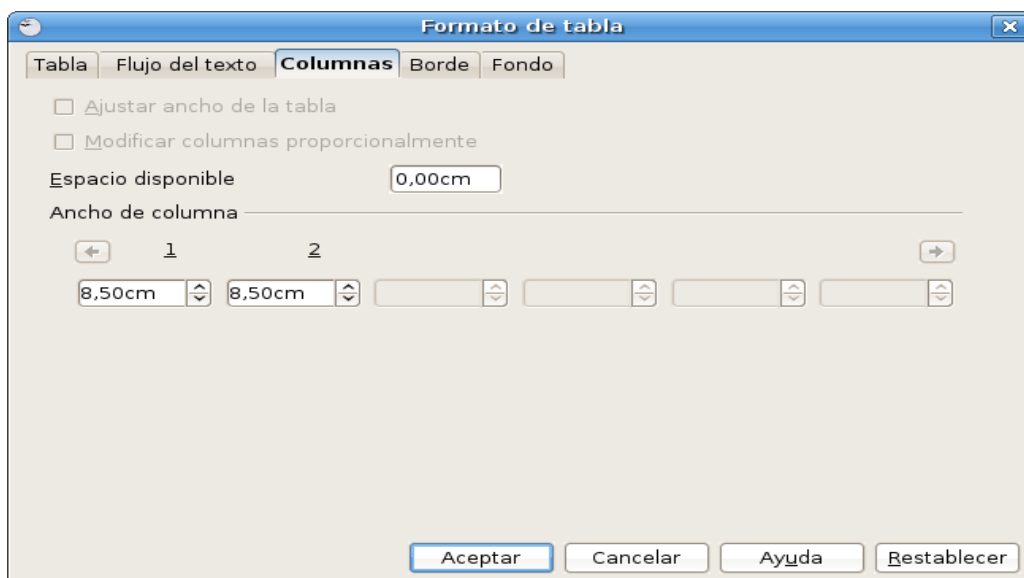 Formato de tabla
Tabla Flujo del texto Columnas Borde Fondo
Ajustar ancho de la tabla
Modificar columnas proporcionalmente
Espacio disponible 0,00cm
Ancho de columna
1 2
8,50cm 8,50cm
Aceptar Cancelar Ayuda Restablecer